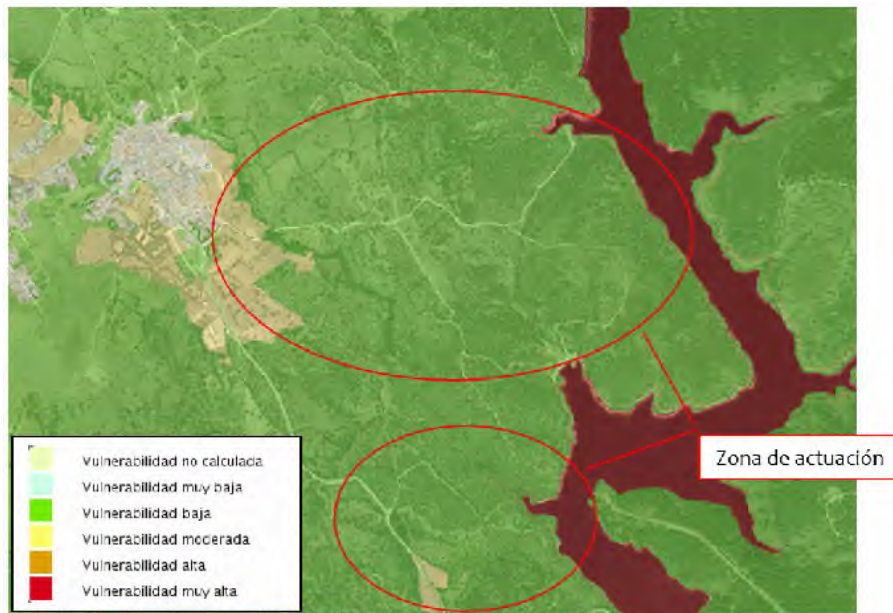 Zona de actuación
Vulnerabilidad no calculada
Vulnerabilidad muy baja
Vulnerabilidad baja
Vulnerabilidad moderada
Vulnerabilidad alta
Vulnerabilidad muy alta